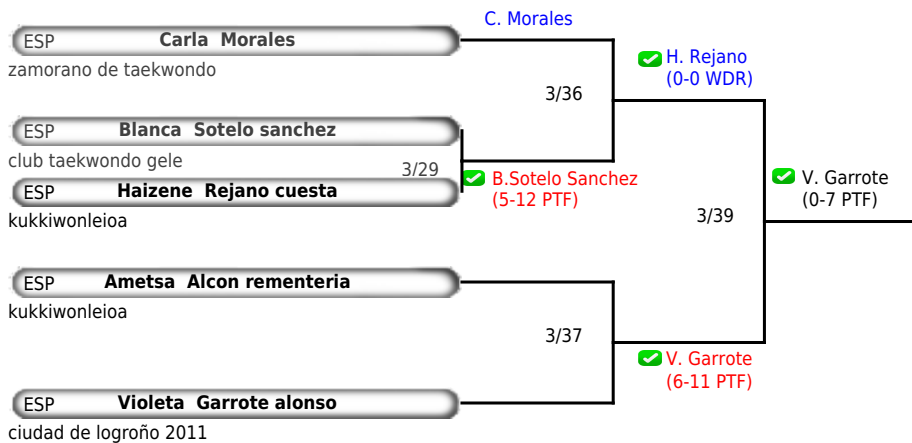 C. Morales
ESP Carla Morales
zamorano de taekwondo
H. Rejano
(0-0 WDR)
3/36
ESP Blanca Sotelo sanchez
club taekwondo gele
3/29
B.Sotelo Sanchez
(5-12 PTF)
ESP Haizene Rejano cuesta
kukkiwonleioa
V. Garrote
(0-7 PTF)
3/39
ESP Ametsa Alcon rementeria
kukkiwonleioa
3/37
V. Garrote
(6-11 PTF)
ESP Violeta Garrote alonso
ciudad de logroño 2011